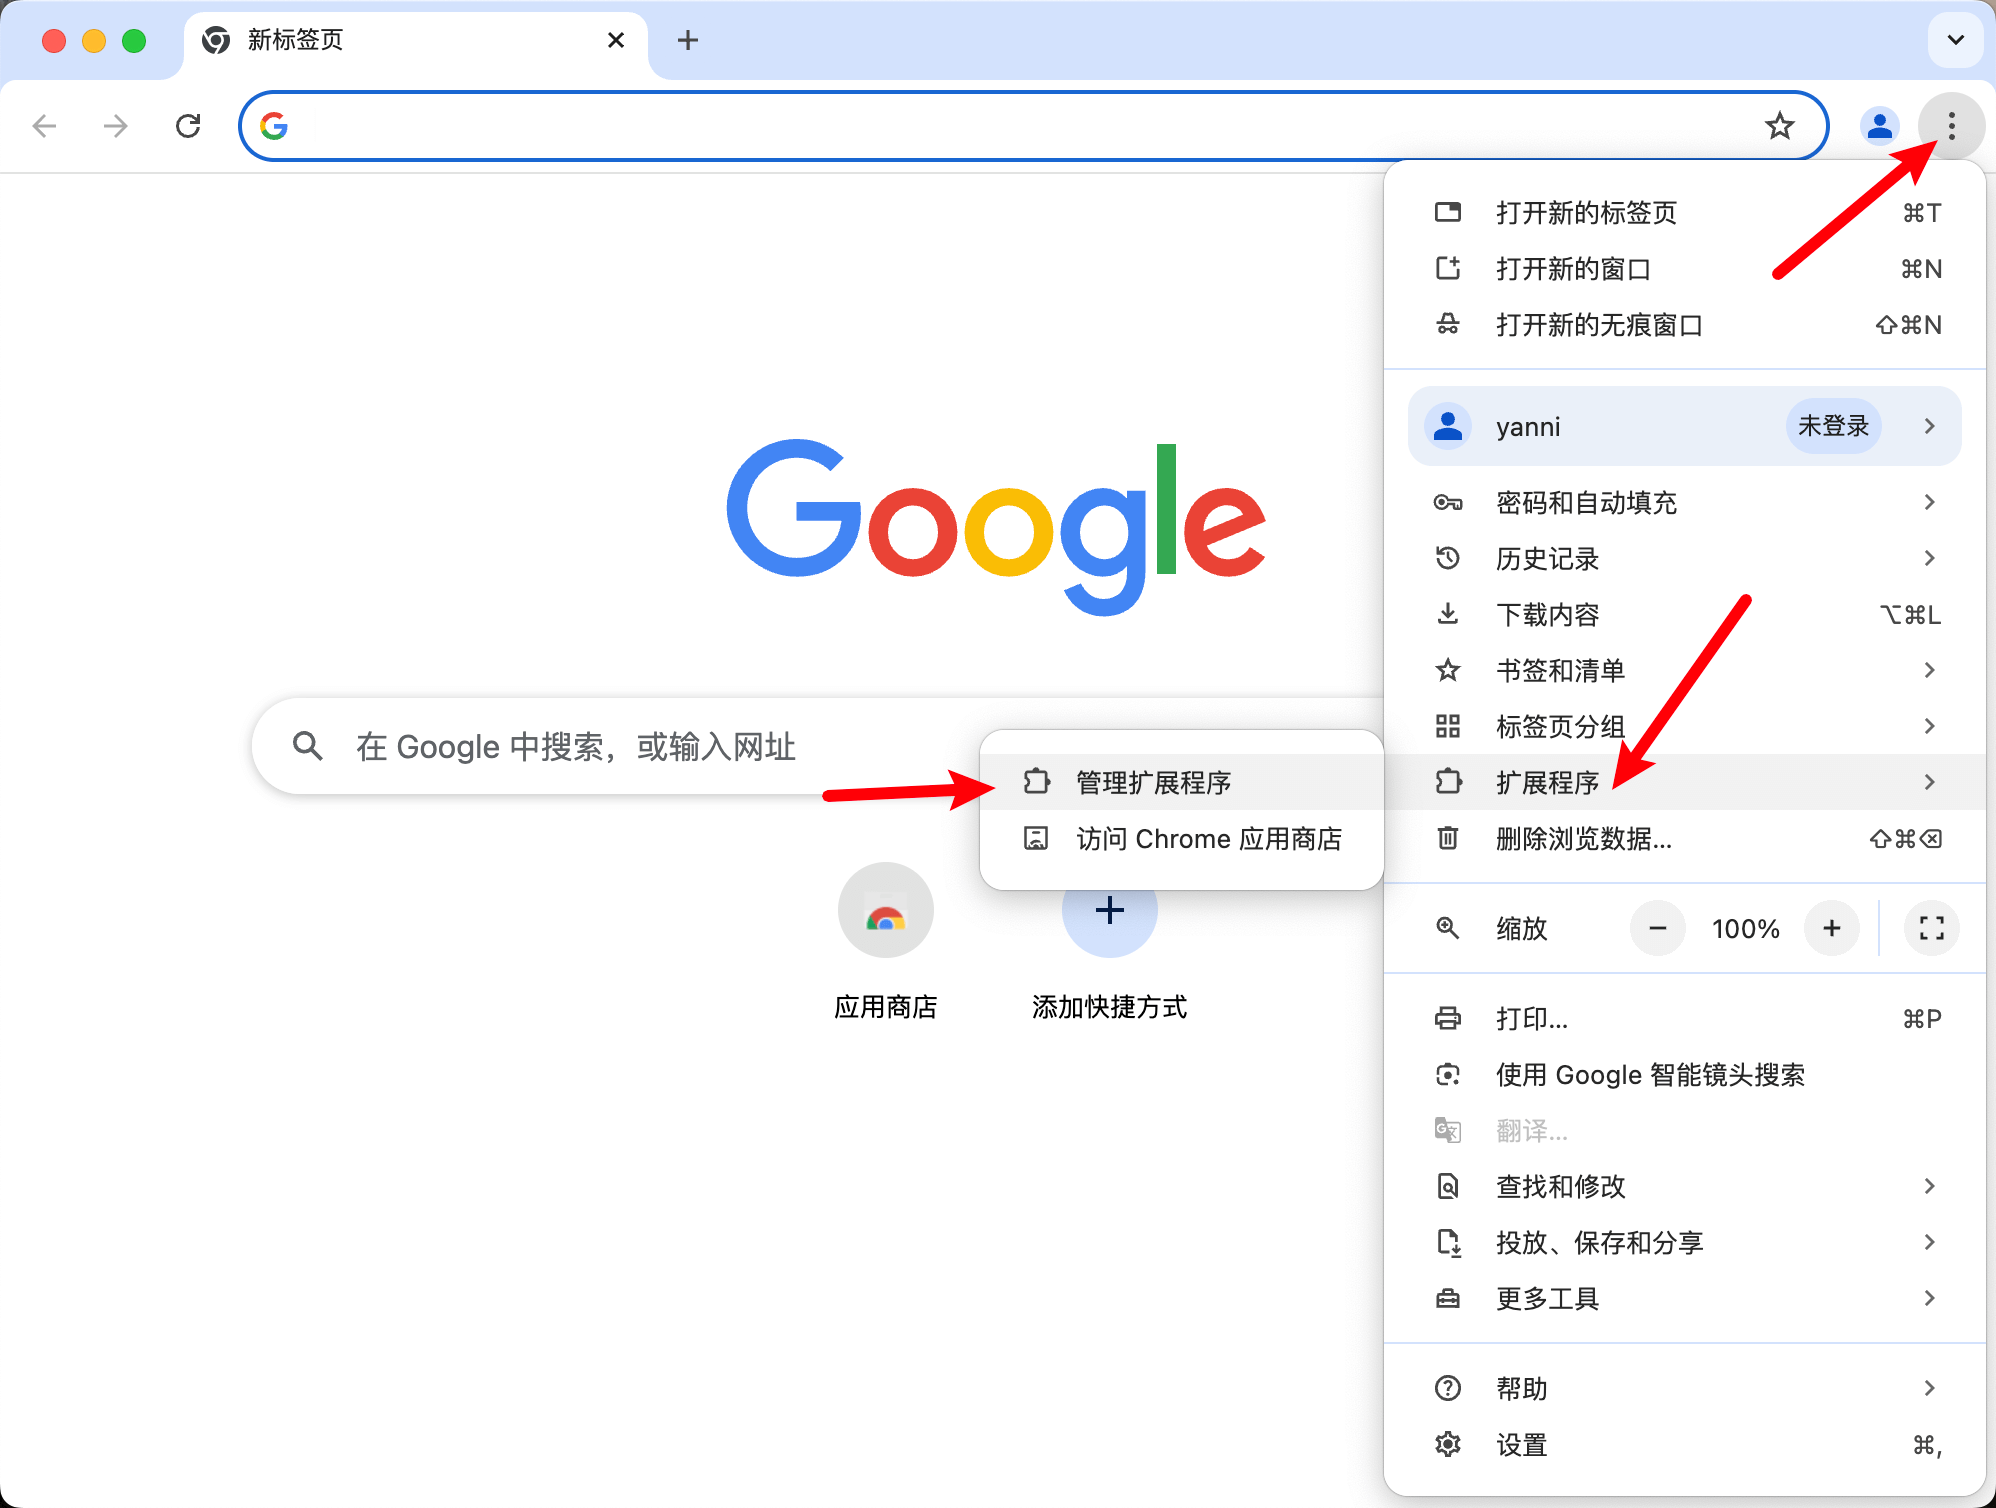 新标签页
打开新的标签页 ⌘T
打开新的窗口 ⌘N
打开新的无痕窗口 ⇧⌘N
yanni 未登录
密码和自动填充
历史记录
下载内容 ⌥⌘L
书签和清单
标签页分组
扩展程序
删除浏览数据... ⇧⌘⌫
缩放 − 100% +
打印... ⌘P
使用 Google 智能镜头搜索
翻译...
查找和修改
投放、保存和分享
更多工具
帮助
设置 ⌘,
Google
在 Google 中搜索，或输入网址
管理扩展程序
访问 Chrome 应用商店
应用商店
添加快捷方式